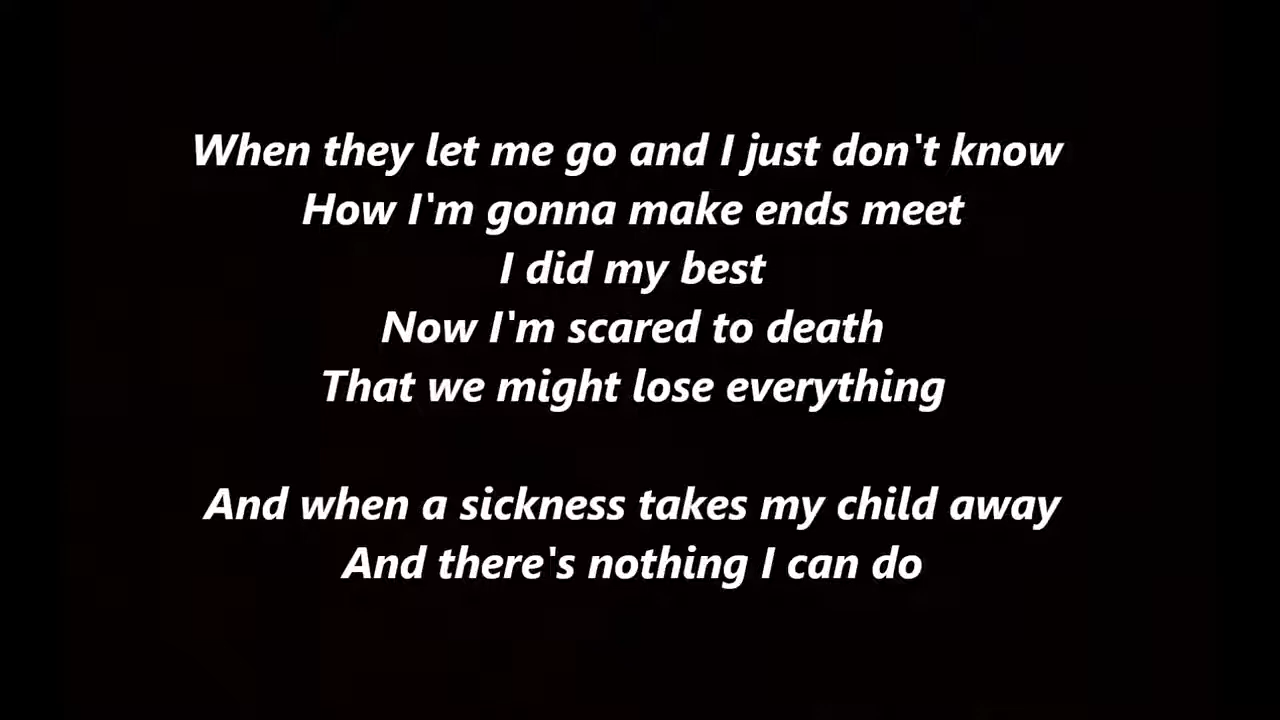 When they let me go and I just don't know
How I'm gonna make ends meet
I did my best
Now I'm scared to death
That we might lose everything
And when a sickness takes my child away
And there's nothing I can do